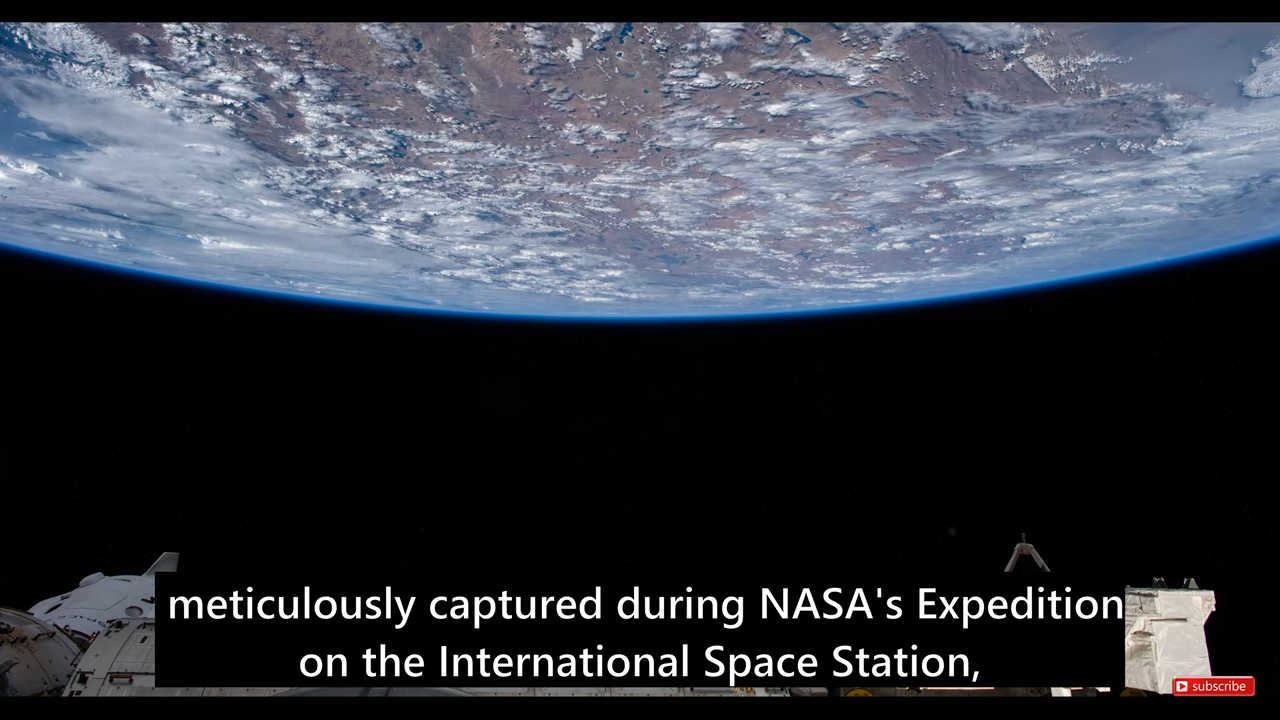 meticulously captured during NASA's Expedition
on the International Space Station,
subscribe